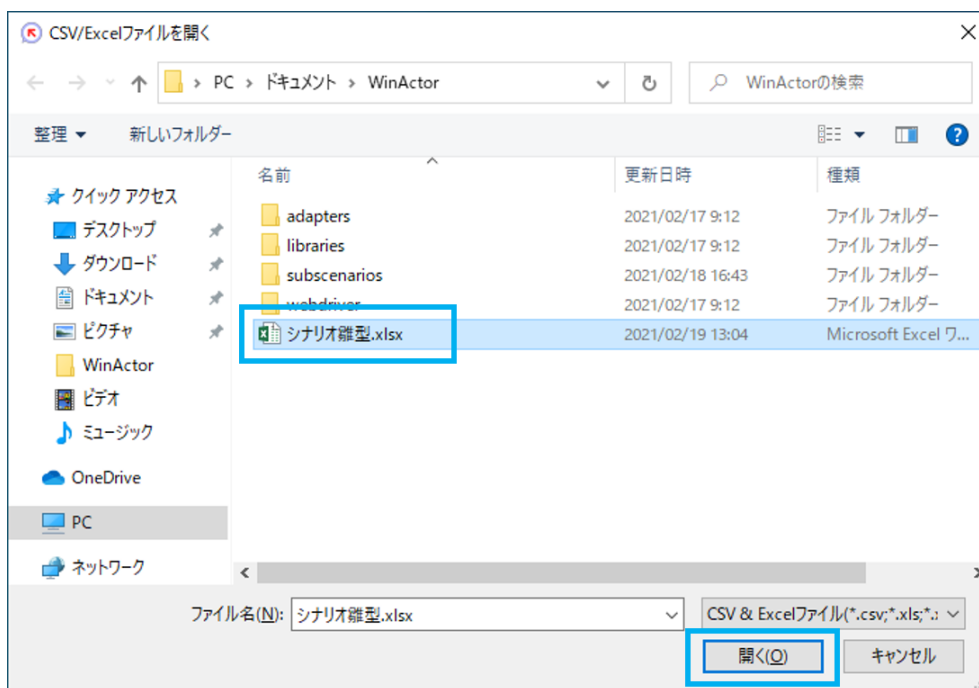 CSV/Excelファイルを開く
PC > ドキュメント > WinActor
WinActorの検索
整理
新しいフォルダー
名前 更新日時 種類
クイック アクセス
デスクトップ
ダウンロード
ドキュメント
ピクチャ
WinActor
ビデオ
ミュージック
OneDrive
PC
ネットワーク
adapters 2021/02/17 9:12 ファイル フォルダー
libraries 2021/02/17 9:12 ファイル フォルダー
subscenarios 2021/02/18 16:43 ファイル フォルダー
webdriver 2021/02/17 9:12 ファイル フォルダー
シナリオ雛型.xlsx 2021/02/19 13:04 Microsoft Excel ワ...
ファイル名(N): シナリオ雛型.xlsx
CSV & Excelファイル(*.csv;*.xls;*.
開く(O)
キャンセル